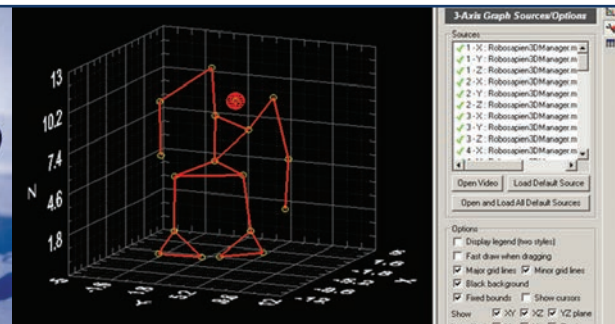 3-Axis Graph Sources/Options
Sources
1 - X : Robosapien3DManager.m
1 - Y : Robosapien3DManager.m
1 - Z : Robosapien3DManager.m
2 - X : Robosapien3DManager.m
2 - Y : Robosapien3DManager.m
2 - Z : Robosapien3DManager.m
3 - X : Robosapien3DManager.m
3 - Y : Robosapien3DManager.m
3 - Z : Robosapien3DManager.m
4 - X : Robosapien3DManager.m
Open Video
Load Default Source
Open and Load All Default Sources
Options
Display legend (two styles)
Fast draw when dragging
Major grid lines
Minor grid lines
Black background
Fixed bounds
Show cursors
Show
XY
XZ
YZ plane
13
10.2
7.4
4.6
1.8
Z
Y
X